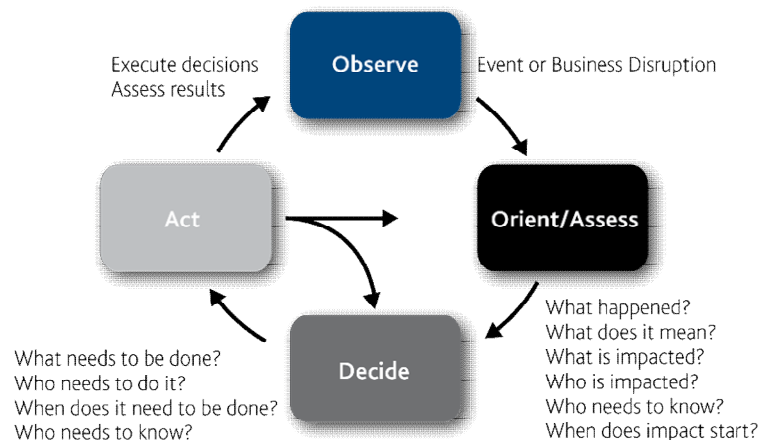 Observe
Execute decisions
Assess results
Event or Business Disruption
Act
Orient/Assess
Decide
What happened?
What does it mean?
What is impacted?
Who is impacted?
Who needs to know?
When does impact start?
What needs to be done?
Who needs to do it?
When does it need to be done?
Who needs to know?